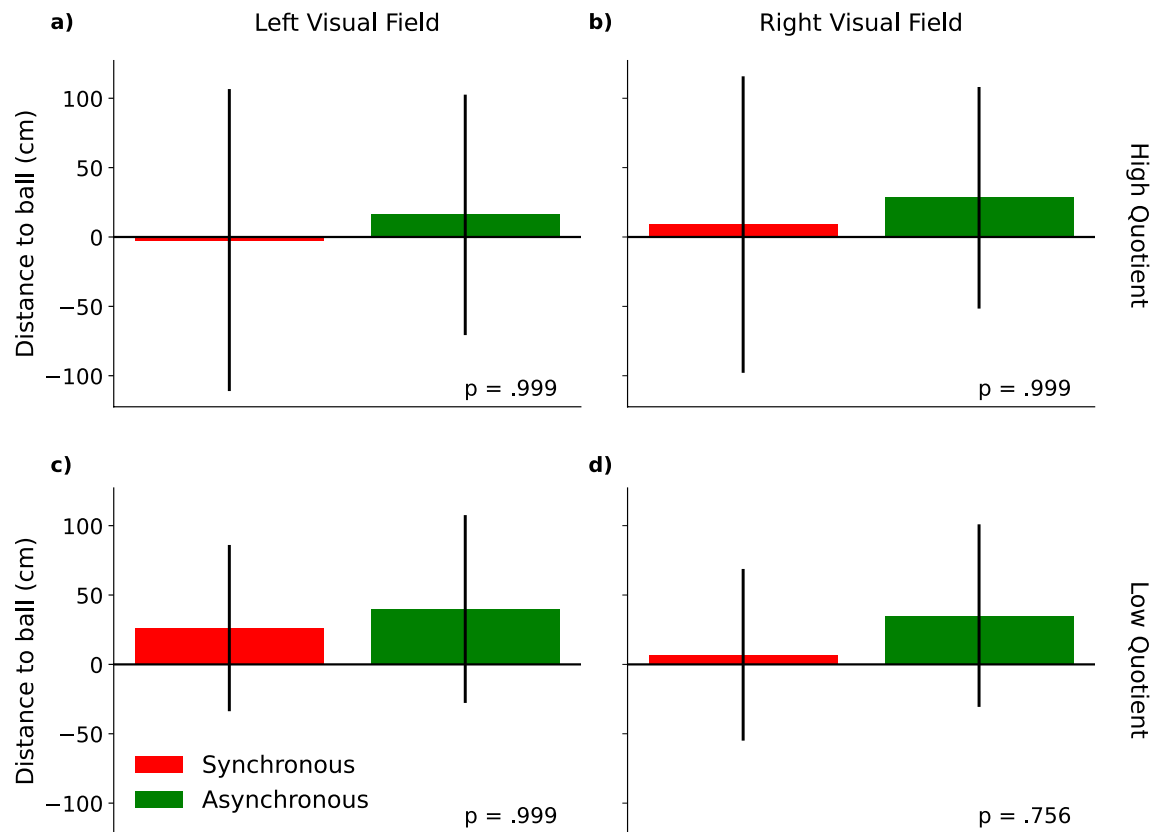 a) Left Visual Field
b) Right Visual Field
Distance to ball (cm)
100
50
0
−50
−100
p = .999
p = .999
High Quotient
c)
d)
Distance to ball (cm)
100
50
0
−50
−100
Synchronous
Asynchronous
p = .999
p = .756
Low Quotient